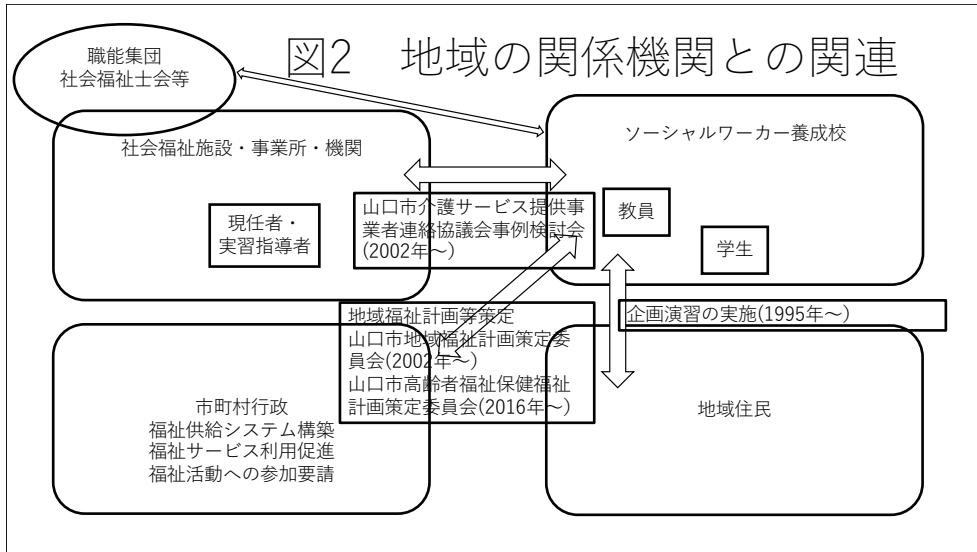 図2　地域の関係機関との関連
職能集団
社会福祉士会等
社会福祉施設・事業所・機関
現任者・
実習指導者
山口市介護サービス提供事
業者連絡協議会事例検討会
(2002年～)
ソーシャルワーカー養成校
教員
学生
地域福祉計画等策定
山口市地域福祉計画策定委
員会(2002年～)
山口市高齢者福祉保健福祉
計画策定委員会(2016年～)
企画演習の実施(1995年～)
市町村行政
福祉供給システム構築
福祉サービス利用促進
福祉活動への参加要請
地域住民